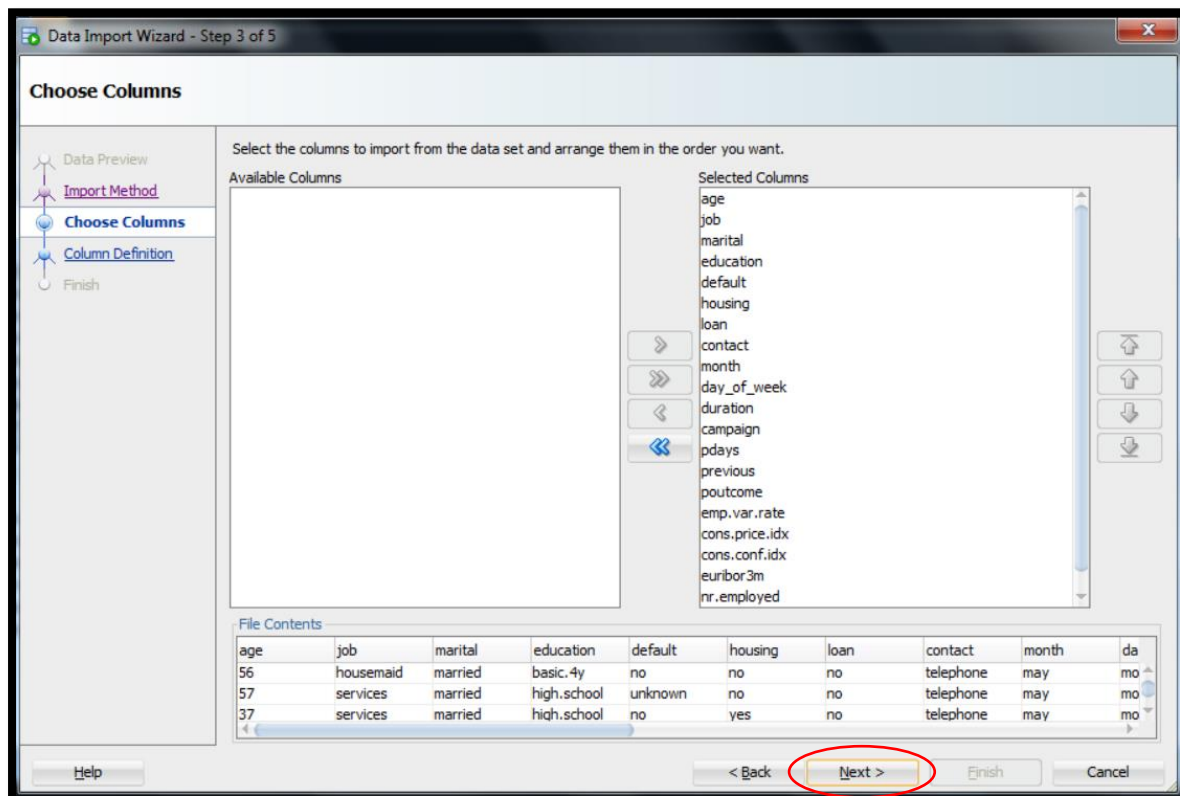 Data Import Wizard - Step 3 of 5
x
Choose Columns
Data Preview
Import Method
Choose Columns
Column Definition
Finish
Select the columns to import from the data set and arrange them in the order you want.
Available Columns
Selected Columns
age
job
marital
education
default
housing
loan
contact
month
day_of_week
duration
campaign
pdays
previous
poutcome
emp.var.rate
cons.price.idx
cons.conf.idx
euribor3m
nr.employed
File Contents
age job marital education default housing loan contact month da
56 housemaid married basic.4y no no no telephone may mo
57 services married high.school unknown no no telephone may mo
37 services married high.school no yes no telephone may mo
Help < Back Next > Finish Cancel